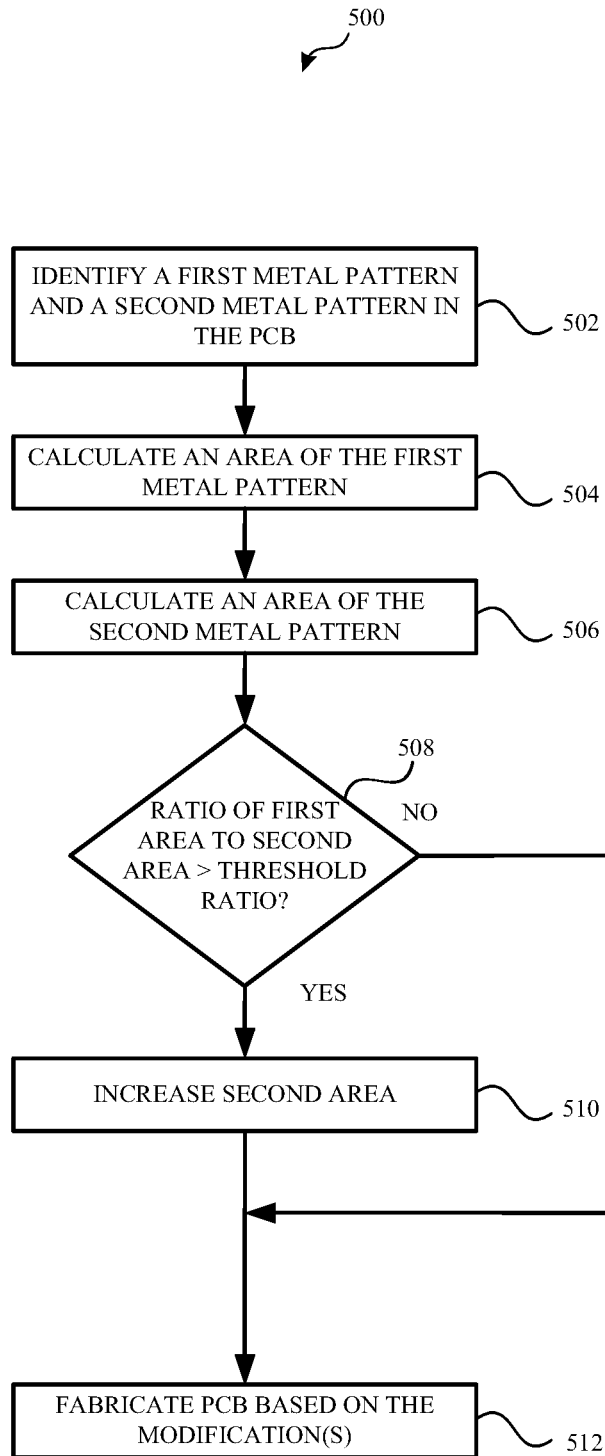 500
IDENTIFY A FIRST METAL PATTERN
AND A SECOND METAL PATTERN IN
THE PCB
502
CALCULATE AN AREA OF THE FIRST
METAL PATTERN
504
CALCULATE AN AREA OF THE
SECOND METAL PATTERN
506
508
RATIO OF FIRST
AREA TO SECOND
AREA > THRESHOLD
RATIO?
NO
YES
INCREASE SECOND AREA
510
FABRICATE PCB BASED ON THE
MODIFICATION(S)
512